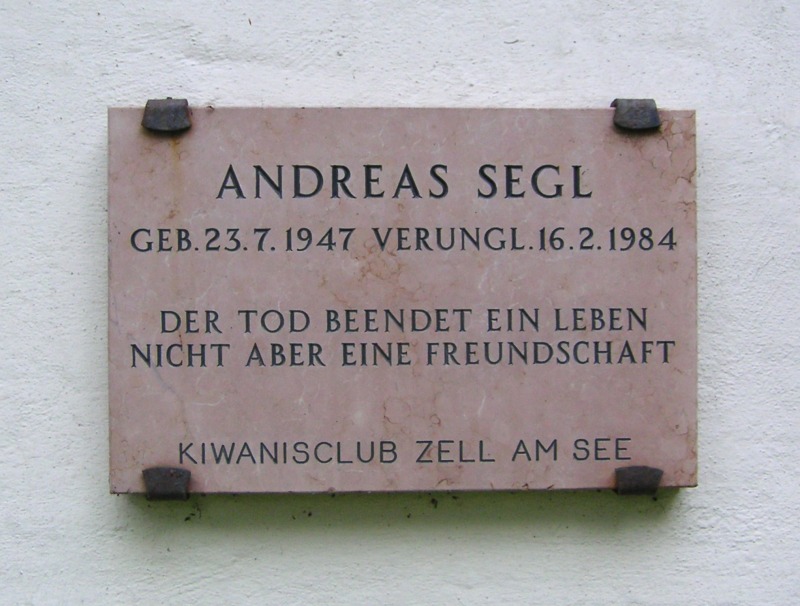 ANDREAS SEGL
GEB. 23.7.1947 VERUNGL. 16.2.1984
DER TOD BEENDET EIN LEBEN
NICHT ABER EINE FREUNDSCHAFT
KIWANISCLUB ZELL AM SEE